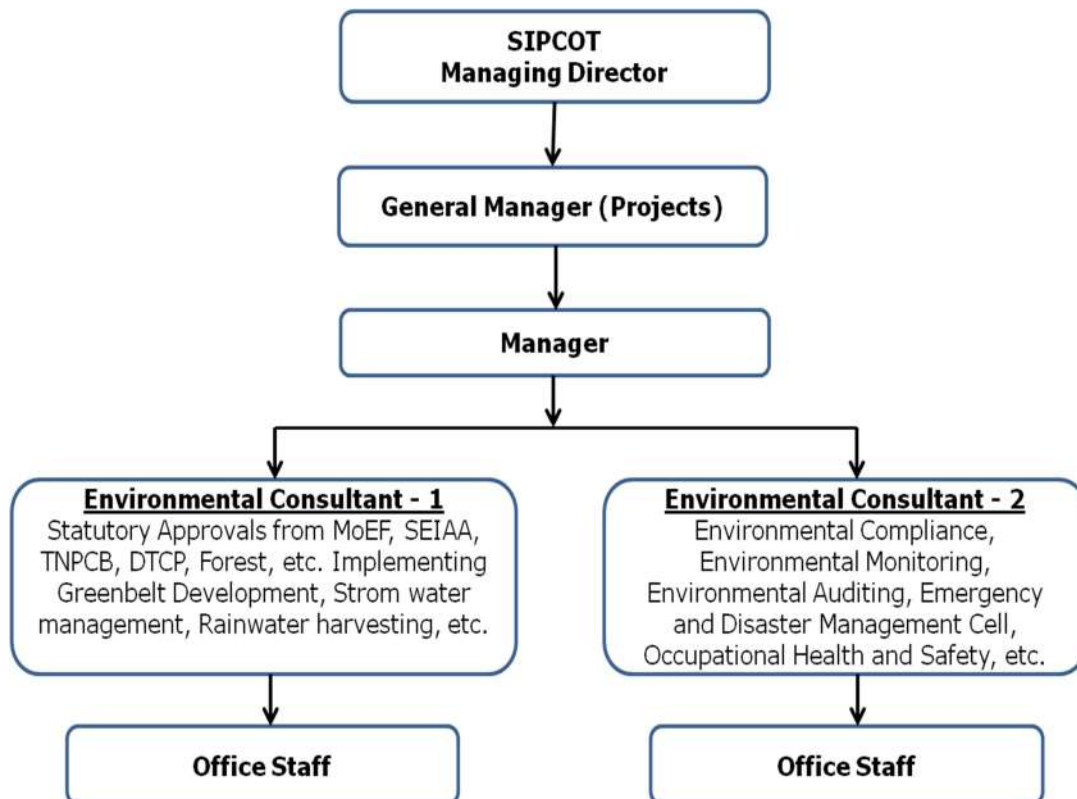 SIPCOT
Managing Director
General Manager (Projects)
Manager
Environmental Consultant - 1
Statutory Approvals from MoEF, SEIAA,
TNPCB, DTCP, Forest, etc. Implementing
Greenbelt Development, Strom water
management, Rainwater harvesting, etc.
Environmental Consultant - 2
Environmental Compliance,
Environmental Monitoring,
Environmental Auditing, Emergency
and Disaster Management Cell,
Occupational Health and Safety, etc.
Office Staff
Office Staff